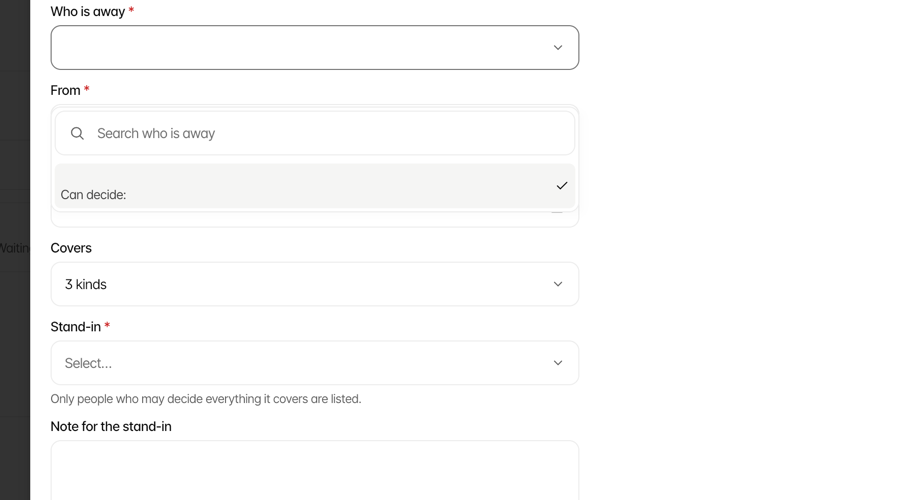 Who is away *
From *
Search who is away
Can decide:
Covers
3 kinds
Stand-in *
Select...
Only people who may decide everything it covers are listed.
Note for the stand-in